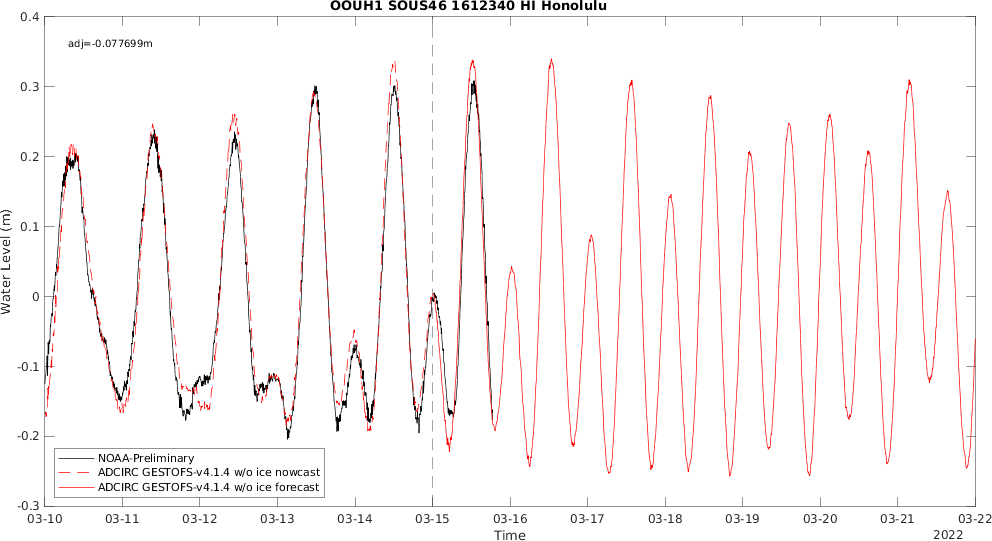 OOUH1 SOUS46 1612340 HI Honolulu
adj=-0.077699m
Water Level (m)
0.4
0.3
0.2
0.1
0
-0.1
-0.2
-0.3
NOAA-Preliminary
ADCIRC GESTOFS-v4.1.4 w/o ice nowcast
ADCIRC GESTOFS-v4.1.4 w/o ice forecast
03-10 03-11 03-12 03-13 03-14 03-15 03-16 03-17 03-18 03-19 03-20 03-21 03-22
Time
2022